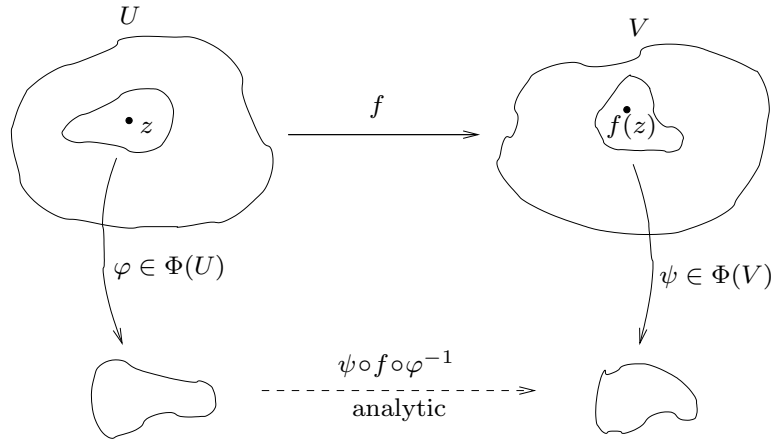 U
V
f
z
f(z)
φ ∈ Φ(U)
ψ ∈ Φ(V)
ψ∘f∘φ⁻¹
analytic